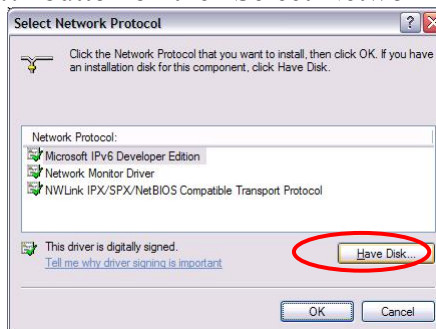 Select Network Protocol
Click the Network Protocol that you want to install, then click OK. If you have
an installation disk for this component, click Have Disk.
Network Protocol:
Microsoft IPv6 Developer Edition
Network Monitor Driver
NWLink IPX/SPX/NetBIOS Compatible Transport Protocol
This driver is digitally signed.
Tell me why driver signing is important
Have Disk...
OK
Cancel